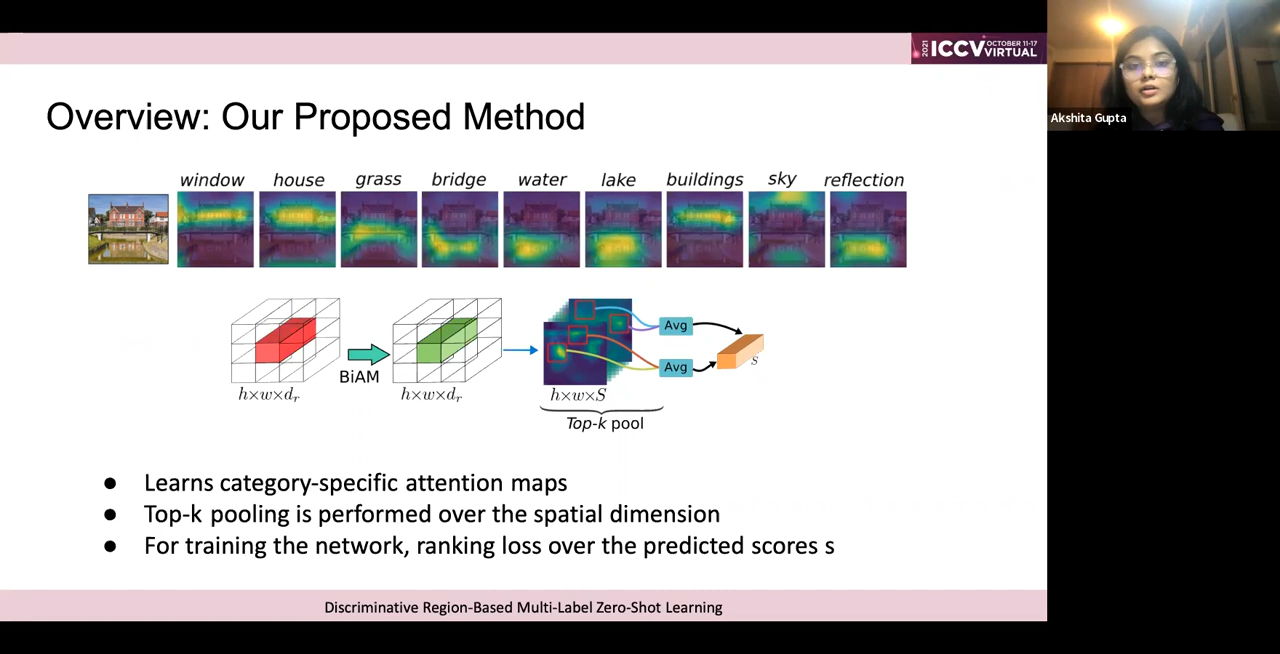 2021 ICCV OCTOBER 11-17 VIRTUAL
Akshita Gupta
Overview: Our Proposed Method
window house grass bridge water lake buildings sky reflection
BiAM
h×w×dᵣ
h×w×dᵣ
h×w×S
Top-k pool
Avg
Avg
s
● Learns category-specific attention maps
● Top-k pooling is performed over the spatial dimension
● For training the network, ranking loss over the predicted scores s
Discriminative Region-Based Multi-Label Zero-Shot Learning